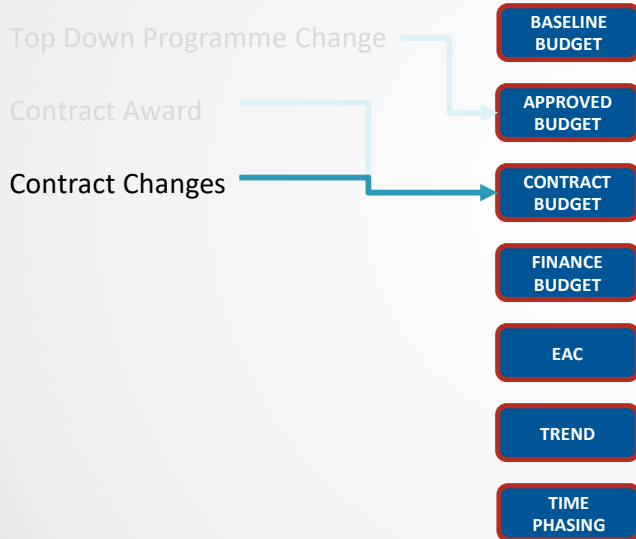 Top Down Programme Change
Contract Award
Contract Changes
BASELINE
BUDGET
APPROVED
BUDGET
CONTRACT
BUDGET
FINANCE
BUDGET
EAC
TREND
TIME
PHASING